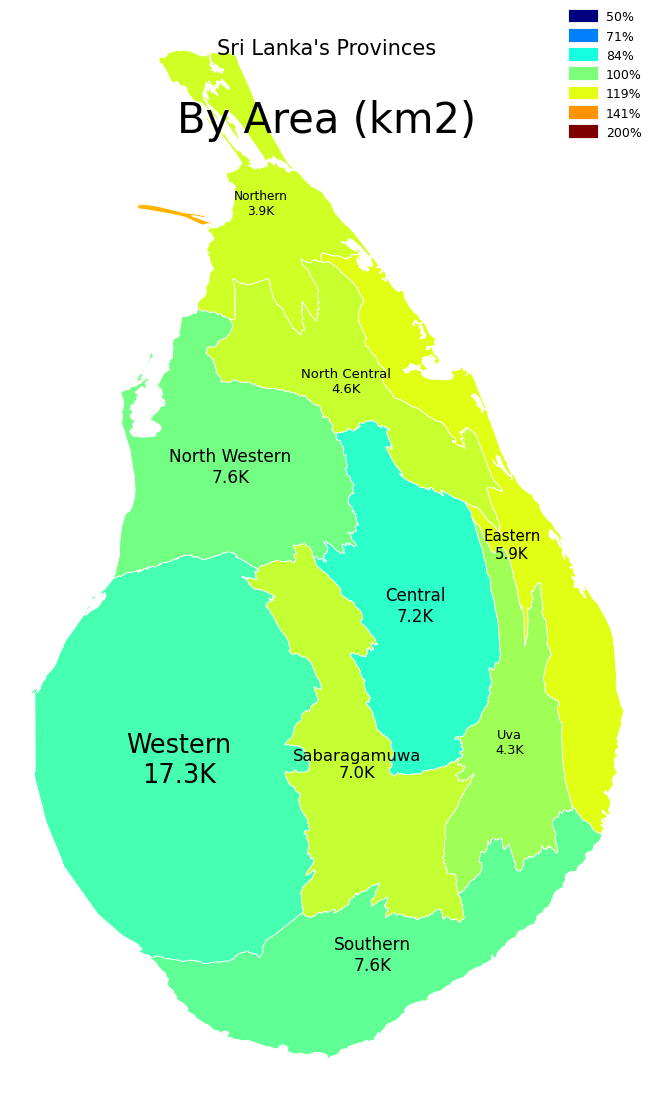 Sri Lanka's Provinces
By Area (km2)
50%
71%
84%
100%
119%
141%
200%
Northern
3.9K
North Central
4.6K
North Western
7.6K
Eastern
5.9K
Central
7.2K
Western
17.3K
Sabaragamuwa
7.0K
Uva
4.3K
Southern
7.6K